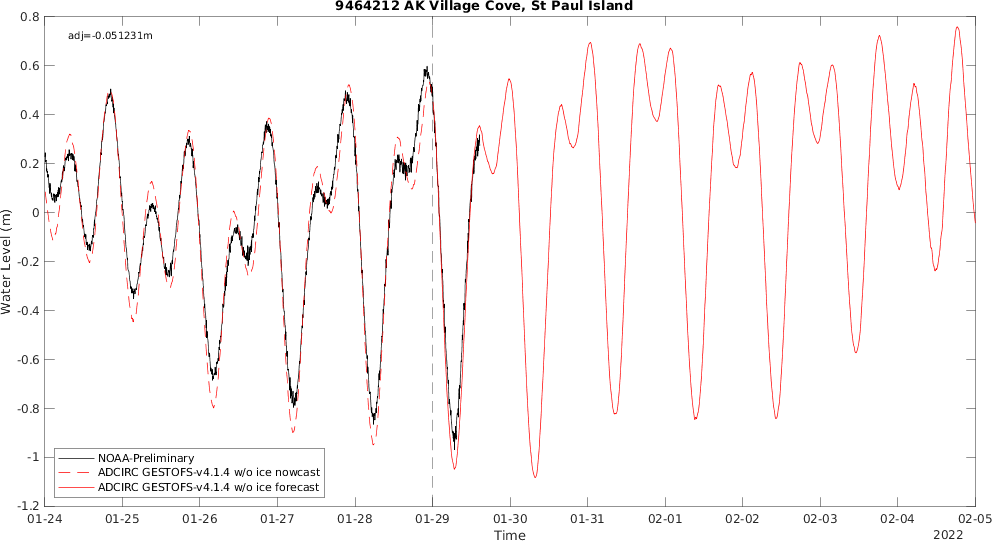 9464212 AK Village Cove, St Paul Island
adj=-0.051231m
0.8
0.6
0.4
0.2
0
-0.2
-0.4
-0.6
-0.8
-1
-1.2
Water Level (m)
NOAA-Preliminary
ADCIRC GESTOFS-v4.1.4 w/o ice nowcast
ADCIRC GESTOFS-v4.1.4 w/o ice forecast
01-24 01-25 01-26 01-27 01-28 01-29 01-30 01-31 02-01 02-02 02-03 02-04 02-05
Time
2022